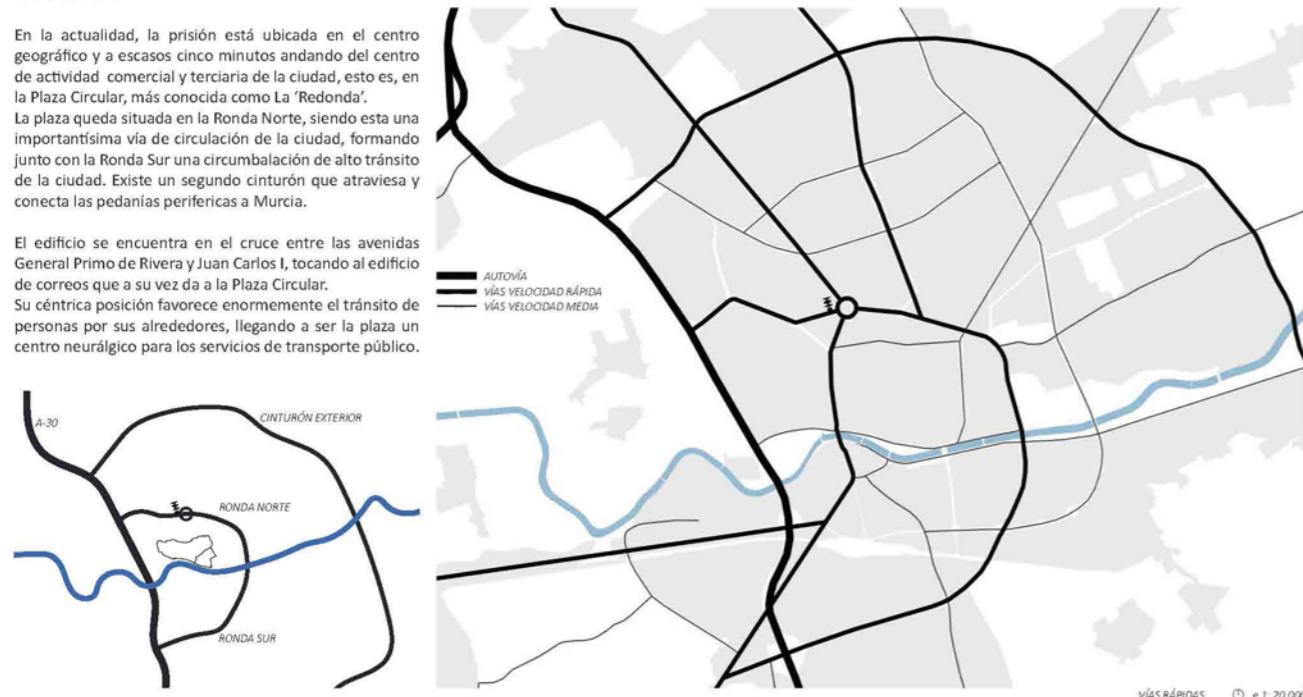 En la actualidad, la prisión está ubicada en el centro
geográfico y a escasos cinco minutos andando del centro
de actividad comercial y terciaria de la ciudad, esto es, en
la Plaza Circular, más conocida como La ‘Redonda’.
La plaza queda situada en la Ronda Norte, siendo esta una
importantísima vía de circulación de la ciudad, formando
junto con la Ronda Sur una circumbalación de alto tránsito
de la ciudad. Existe un segundo cinturón que atraviesa y
conecta las pedanías perifericas a Murcia.
El edificio se encuentra en el cruce entre las avenidas
General Primo de Rivera y Juan Carlos I, tocando al edificio
de correos que a su vez da a la Plaza Circular.
Su céntrica posición favorece enormemente el tránsito de
personas por sus alrededores, llegando a ser la plaza un
centro neurálgico para los servicios de transporte público.
AUTOVÍA
VÍAS VELOCIDAD RÁPIDA
VÍAS VELOCIDAD MEDIA
A-30
CINTURÓN EXTERIOR
RONDA NORTE
RONDA SUR
VÍAS RÁPIDAS e 1: 20.000